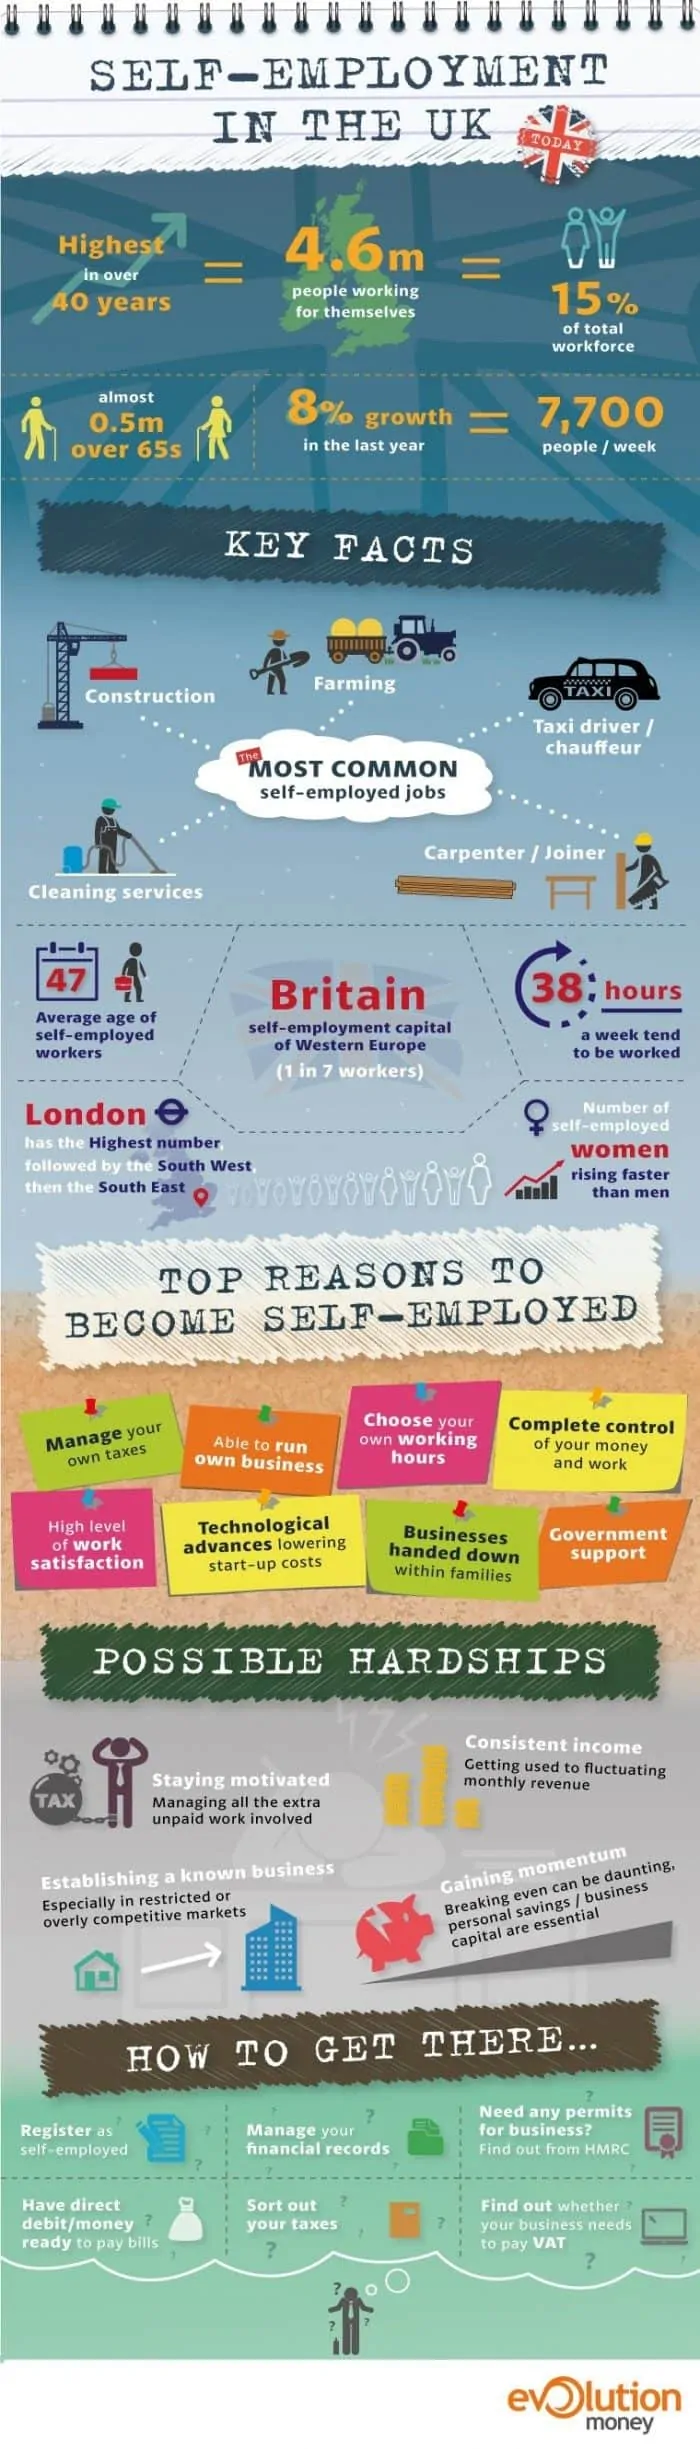 SELF-EMPLOYMENT
IN THE UK
TODAY
Highest
in over
40 years
=
4.6m
people working
for themselves
=
15%
of total
workforce
almost
0.5m
over 65s
8% growth
in the last year
=
7,700
people / week
KEY FACTS
Construction
Farming
TAXI
Taxi driver /
chauffeur
The
MOST COMMON
self-employed jobs
Cleaning services
Carpenter / Joiner
47
Average age of
self-employed
workers
Britain
self-employment capital
of Western Europe
(1 in 7 workers)
38 hours
a week tend
to be worked
London
has the Highest number,
followed by the South West,
then the South East
Number of
self-employed
women
rising faster
than men
TOP REASONS TO
BECOME SELF-EMPLOYED
Manage your
own taxes
Able to run
own business
Choose your
own working
hours
Complete control
of your money
and work
High level
of work
satisfaction
Technological
advances lowering
start-up costs
Businesses
handed down
within families
Government
support
POSSIBLE HARDSHIPS
TAX
Staying motivated
Managing all the extra
unpaid work involved
Consistent income
Getting used to fluctuating
monthly revenue
Establishing a known business
Especially in restricted or
overly competitive markets
Gaining momentum
Breaking even can be daunting,
personal savings / business
capital are essential
HOW TO GET THERE...
Register as
self-employed
Manage your
financial records
Need any permits
for business?
Find out from HMRC
Have direct
debit/money
ready to pay bills
Sort out
your taxes
Find out whether
your business needs
to pay VAT
evolution
money